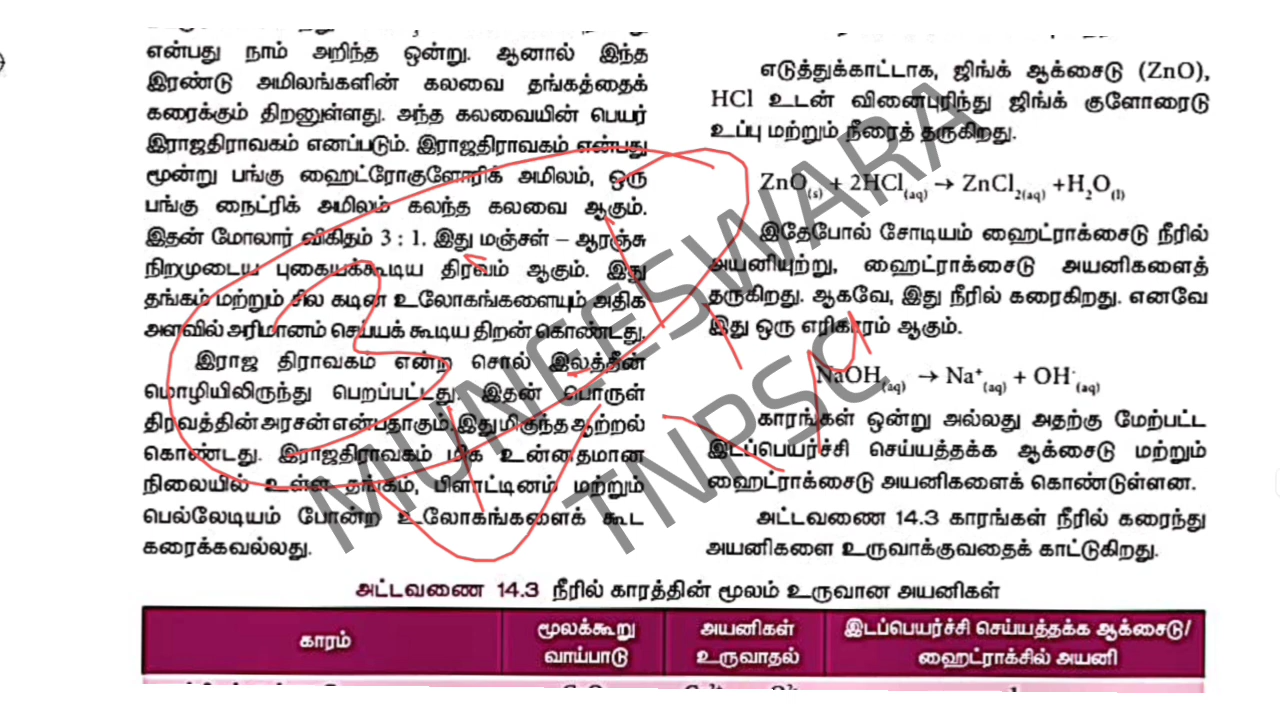 என்பது நாம் அறிந்த ஒன்று. ஆனால் இந்த
இரண்டு அமிலங்களின் கலவை தங்கத்தைக்
கரைக்கும் திறனுள்ளது. அந்த கலவையின் பெயர்
இராஜதிராவகம் எனப்படும். இராஜதிராவகம் என்பது
மூன்று பங்கு ஹைட்ரோகுளோரிக் அமிலம், ஒரு
பங்கு நைட்ரிக் அமிலம் கலந்த கலவை ஆகும்.
இதன் மோலார் விகிதம் 3 : 1. இது மஞ்சள் – ஆரஞ்சு
நிறமுடைய புகையக்கூடிய திரவம் ஆகும். இது
தங்கம் மற்றும் சில கடின உலோகங்களையும் அதிக
அளவில் அரிமானம் செய்யக் கூடிய திறன் கொண்டது.
இராஜ திராவகம் என்ற சொல் இலத்தீன்
மொழியிலிருந்து பெறப்பட்டது. இதன் பொருள்
திரவத்தின் அரசன் என்பதாகும். இது மிகுந்த ஆற்றல்
கொண்டது. இராஜதிராவகம் மிக உன்னதமான
நிலையில் உள்ள தங்கம், பிளாட்டினம் மற்றும்
பெல்லேடியம் போன்ற உலோகங்களைக் கூட
கரைக்கவல்லது.
எடுத்துக்காட்டாக, ஜிங்க் ஆக்சைடு (ZnO),
HCl உடன் வினைபுரிந்து ஜிங்க் குளோரைடு
உப்பு மற்றும் நீரைத் தருகிறது.
ZnO(s) + 2HCl(aq) → ZnCl2(aq) +H2O(l)
இதேபோல் சோடியம் ஹைட்ராக்சைடு நீரில்
அயனியுற்று, ஹைட்ராக்சைடு அயனிகளைத்
தருகிறது. ஆகவே, இது நீரில் கரைகிறது. எனவே
இது ஒரு எரிகாரம் ஆகும்.
NaOH(aq) → Na+(aq) + OH-(aq)
காரங்கள் ஒன்று அல்லது அதற்கு மேற்பட்ட
இடப்பெயர்ச்சி செய்யத்தக்க ஆக்சைடு மற்றும்
ஹைட்ராக்சைடு அயனிகளைக் கொண்டுள்ளன.
அட்டவணை 14.3 காரங்கள் நீரில் கரைந்து
அயனிகளை உருவாக்குவதைக் காட்டுகிறது.
அட்டவணை 14.3 நீரில் காரத்தின் மூலம் உருவான அயனிகள்
காரம்
மூலக்கூறு
வாய்பாடு
அயனிகள்
உருவாதல்
இடப்பெயர்ச்சி செய்யத்தக்க ஆக்சைடு/
ஹைட்ராக்சில் அயனி
MUNEESWARA
TNPSC